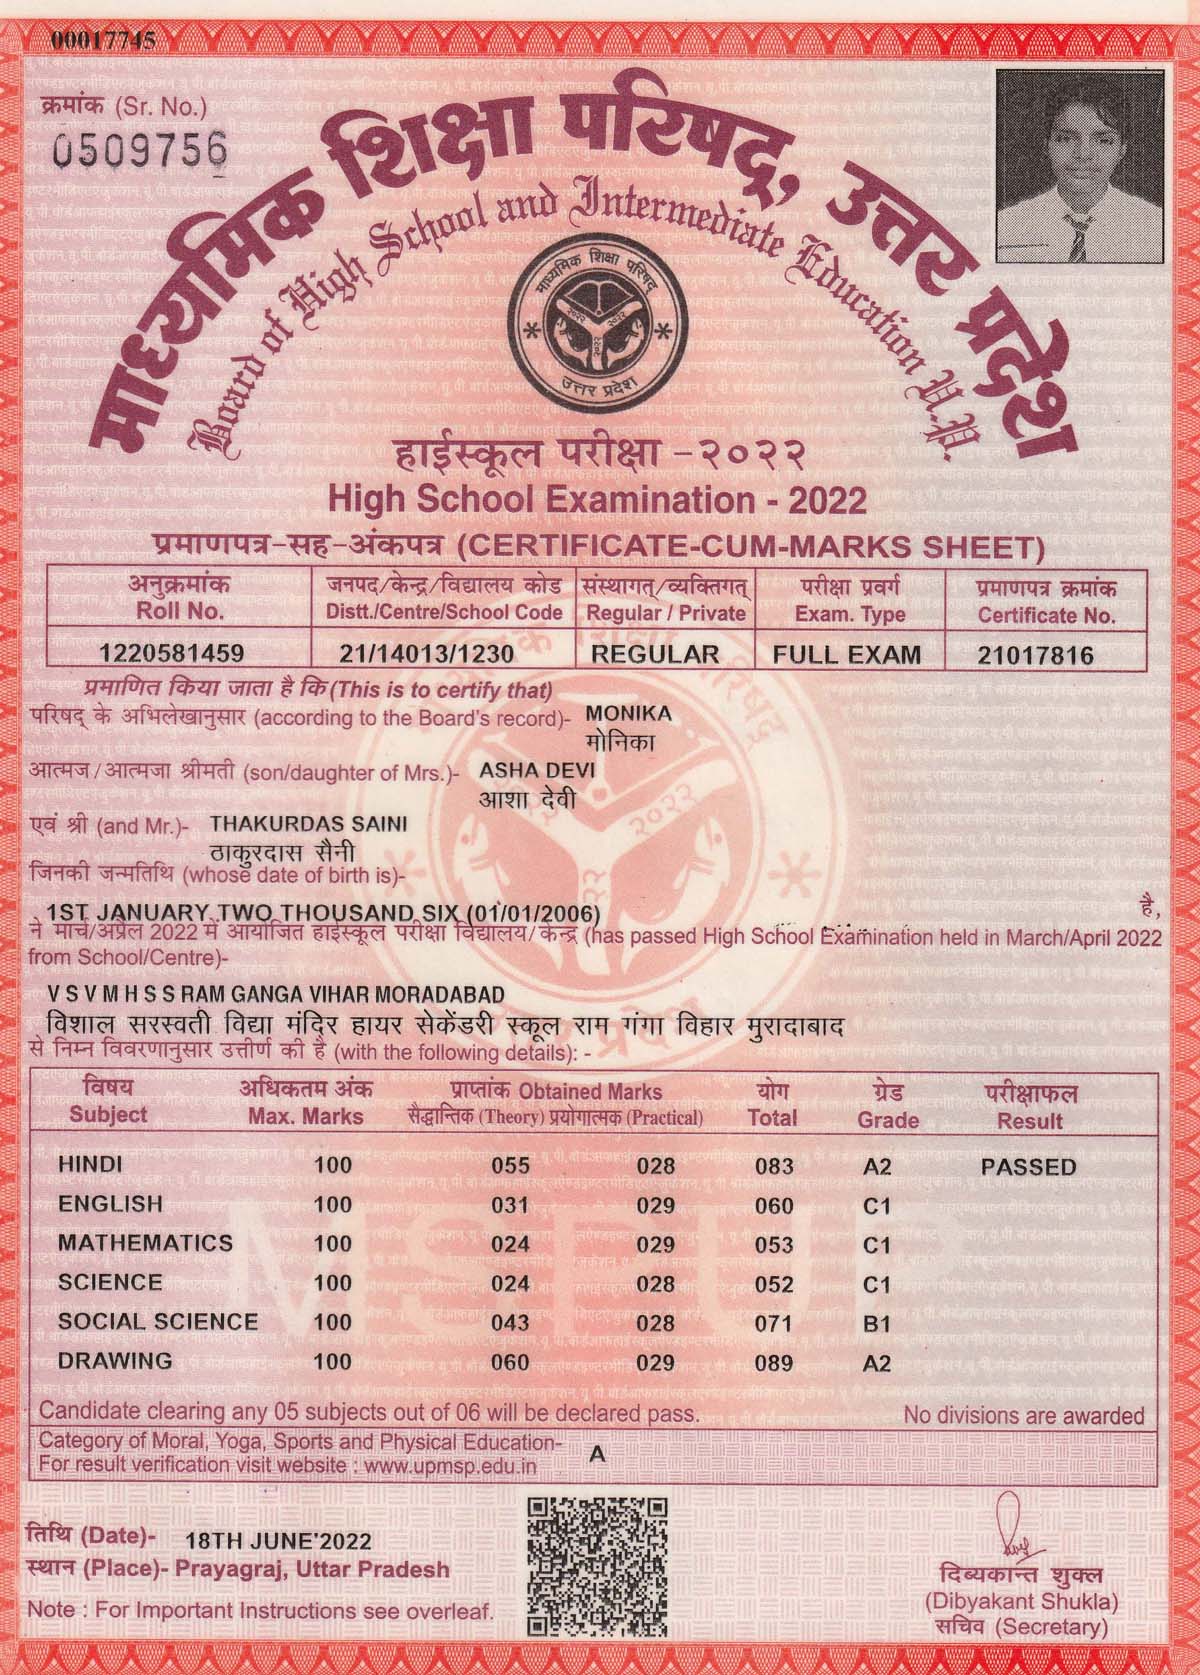 00017745
क्रमांक (Sr. No.)
0509756
माध्यमिक शिक्षा परिषद्, उत्तर प्रदेश
Board of High School and Intermediate Education U.P.
माध्यमिक शिक्षा परिषद्
२०२२ २०२२
२०२२
उत्तर प्रदेश
हाईस्कूल परीक्षा -२०२२
High School Examination - 2022
प्रमाणपत्र-सह-अंकपत्र (CERTIFICATE-CUM-MARKS SHEET)
अनुक्रमांक जनपद/केन्द्र/विद्यालय कोड संस्थागत्/व्यक्तिगत् परीक्षा प्रवर्ग प्रमाणपत्र क्रमांक
Roll No. Distt./Centre/School Code Regular / Private Exam. Type Certificate No.
1220581459 21/14013/1230 REGULAR FULL EXAM 21017816
प्रमाणित किया जाता है कि (This is to certify that)
परिषद् के अभिलेखानुसार (according to the Board's record)- MONIKA
मोनिका
आत्मज/आत्मजा श्रीमती (son/daughter of Mrs.)- ASHA DEVI
आशा देवी
एवं श्री (and Mr.)- THAKURDAS SAINI
ठाकुरदास सैनी
जिनकी जन्मतिथि (whose date of birth is)-
1ST JANUARY TWO THOUSAND SIX (01/01/2006) है,
ने मार्च/अप्रैल 2022 में आयोजित हाईस्कूल परीक्षा विद्यालय/केन्द्र (has passed High School Examination held in March/April 2022
from School/Centre)-
V S V M H S S RAM GANGA VIHAR MORADABAD
विशाल सरस्वती विद्या मंदिर हायर सेकेंडरी स्कूल राम गंगा विहार मुरादाबाद
से निम्न विवरणानुसार उत्तीर्ण की है (with the following details): -
विषय अधिकतम अंक प्राप्तांक Obtained Marks योग ग्रेड परीक्षाफल
Subject Max. Marks सैद्धान्तिक (Theory) प्रयोगात्मक (Practical) Total Grade Result
HINDI 100 055 028 083 A2 PASSED
ENGLISH 100 031 029 060 C1
MATHEMATICS 100 024 029 053 C1
SCIENCE 100 024 028 052 C1
SOCIAL SCIENCE 100 043 028 071 B1
DRAWING 100 060 029 089 A2
Candidate clearing any 05 subjects out of 06 will be declared pass. No divisions are awarded
Category of Moral, Yoga, Sports and Physical Education- A
For result verification visit website : www.upmsp.edu.in
तिथि (Date)- 18TH JUNE'2022
स्थान (Place)- Prayagraj, Uttar Pradesh
Note : For Important Instructions see overleaf.
दिव्यकान्त शुक्ल
(Dibyakant Shukla)
सचिव (Secretary)